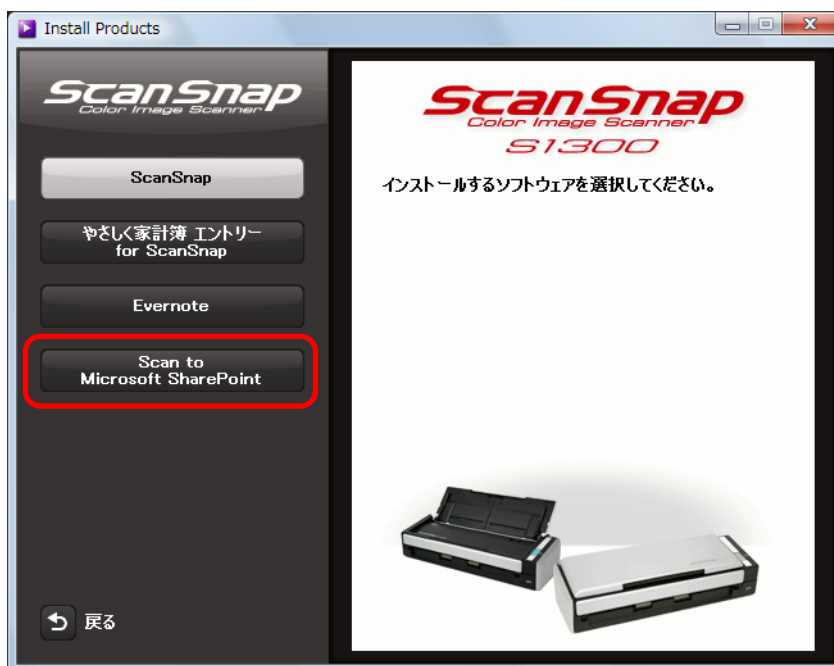 Install Products
ScanSnap
Color Image Scanner
ScanSnap
やさしく家計簿 エントリー
for ScanSnap
Evernote
Scan to
Microsoft SharePoint
戻る
ScanSnap
Color Image Scanner
S1300
インストールするソフトウェアを選択してください。